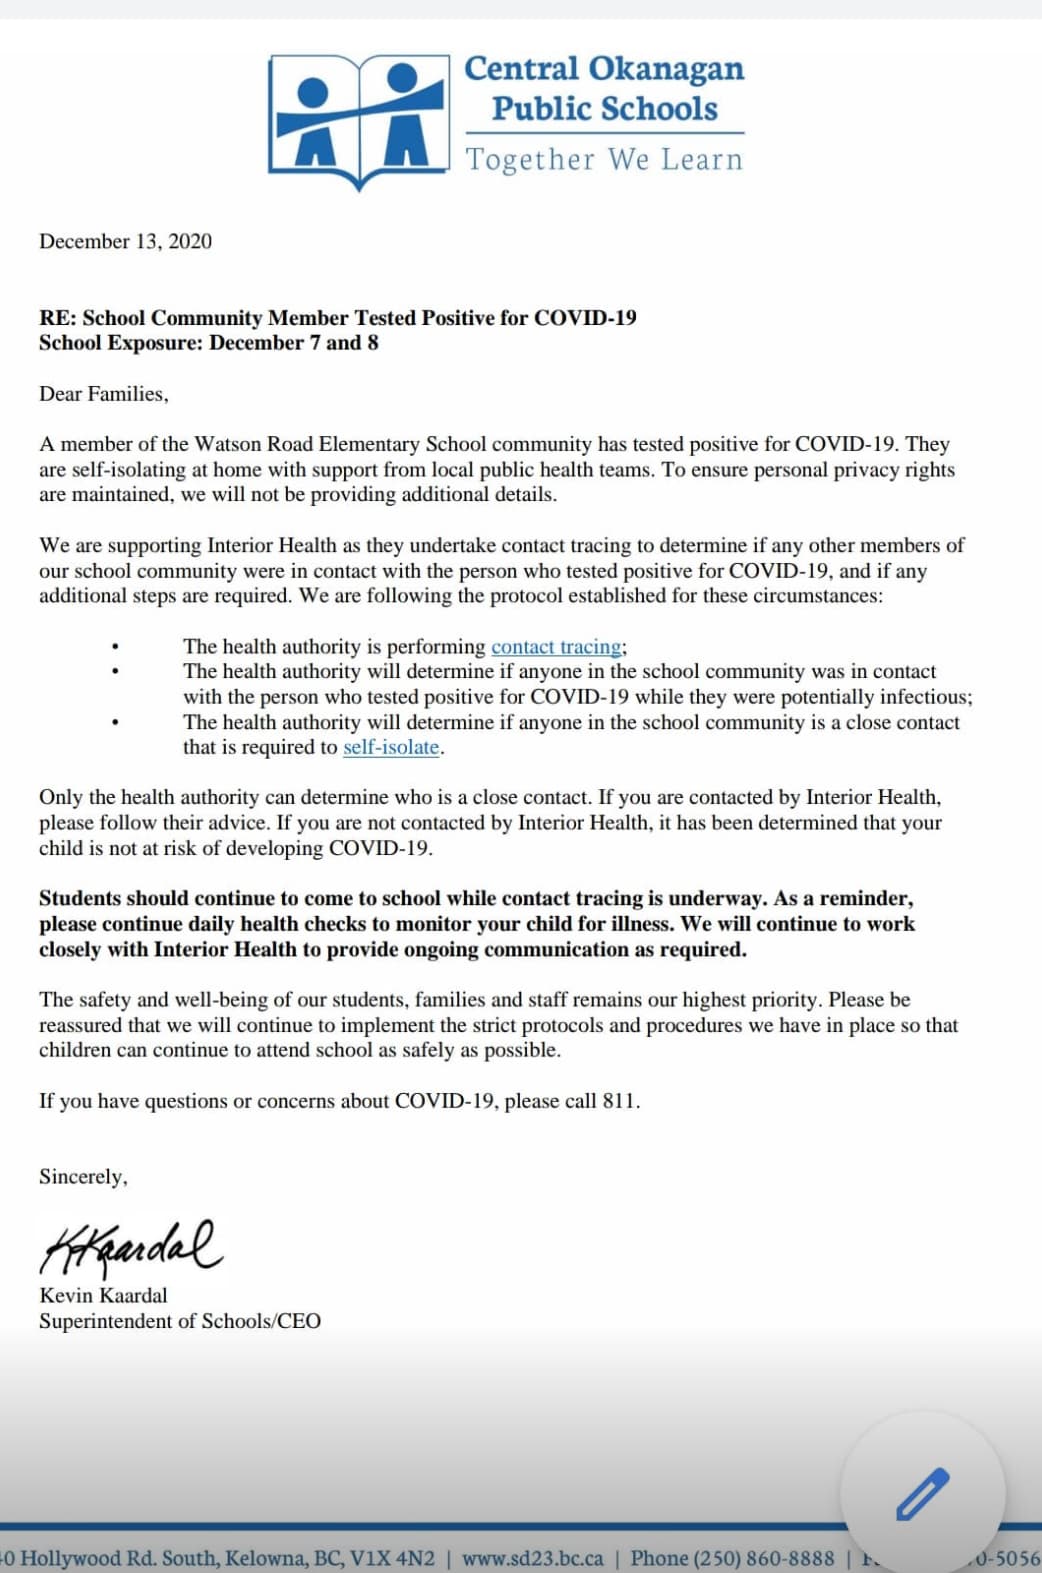 Central Okanagan
Public Schools
Together We Learn
December 13, 2020
RE: School Community Member Tested Positive for COVID-19
School Exposure: December 7 and 8
Dear Families,
A member of the Watson Road Elementary School community has tested positive for COVID-19. They
are self-isolating at home with support from local public health teams. To ensure personal privacy rights
are maintained, we will not be providing additional details.
We are supporting Interior Health as they undertake contact tracing to determine if any other members of
our school community were in contact with the person who tested positive for COVID-19, and if any
additional steps are required. We are following the protocol established for these circumstances:
• The health authority is performing contact tracing;
• The health authority will determine if anyone in the school community was in contact
with the person who tested positive for COVID-19 while they were potentially infectious;
• The health authority will determine if anyone in the school community is a close contact
that is required to self-isolate.
Only the health authority can determine who is a close contact. If you are contacted by Interior Health,
please follow their advice. If you are not contacted by Interior Health, it has been determined that your
child is not at risk of developing COVID-19.
Students should continue to come to school while contact tracing is underway. As a reminder,
please continue daily health checks to monitor your child for illness. We will continue to work
closely with Interior Health to provide ongoing communication as required.
The safety and well-being of our students, families and staff remains our highest priority. Please be
reassured that we will continue to implement the strict protocols and procedures we have in place so that
children can continue to attend school as safely as possible.
If you have questions or concerns about COVID-19, please call 811.
Sincerely,
KKaardal
Kevin Kaardal
Superintendent of Schools/CEO
0 Hollywood Rd. South, Kelowna, BC, V1X 4N2 | www.sd23.bc.ca | Phone (250) 860-8888 | 0-5056